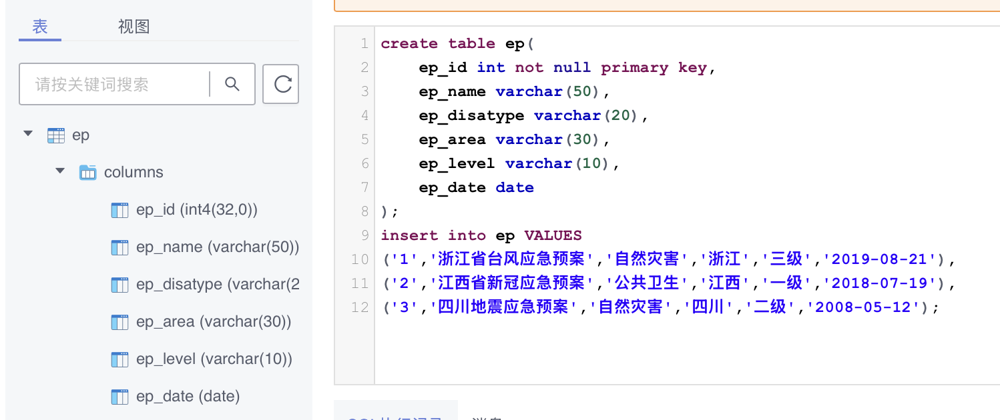 表 视图
请按关键词搜索
ep
columns
ep_id (int4(32,0))
ep_name (varchar(50))
ep_disatype (varchar(2
ep_area (varchar(30))
ep_level (varchar(10))
ep_date (date)
1 create table ep(
2 ep_id int not null primary key,
3 ep_name varchar(50),
4 ep_disatype varchar(20),
5 ep_area varchar(30),
6 ep_level varchar(10),
7 ep_date date
8 );
9 insert into ep VALUES
10 ('1','浙江省台风应急预案','自然灾害','浙江','三级','2019-08-21'),
11 ('2','江西省新冠应急预案','公共卫生','江西','一级','2018-07-19'),
12 ('3','四川地震应急预案','自然灾害','四川','二级','2008-05-12');